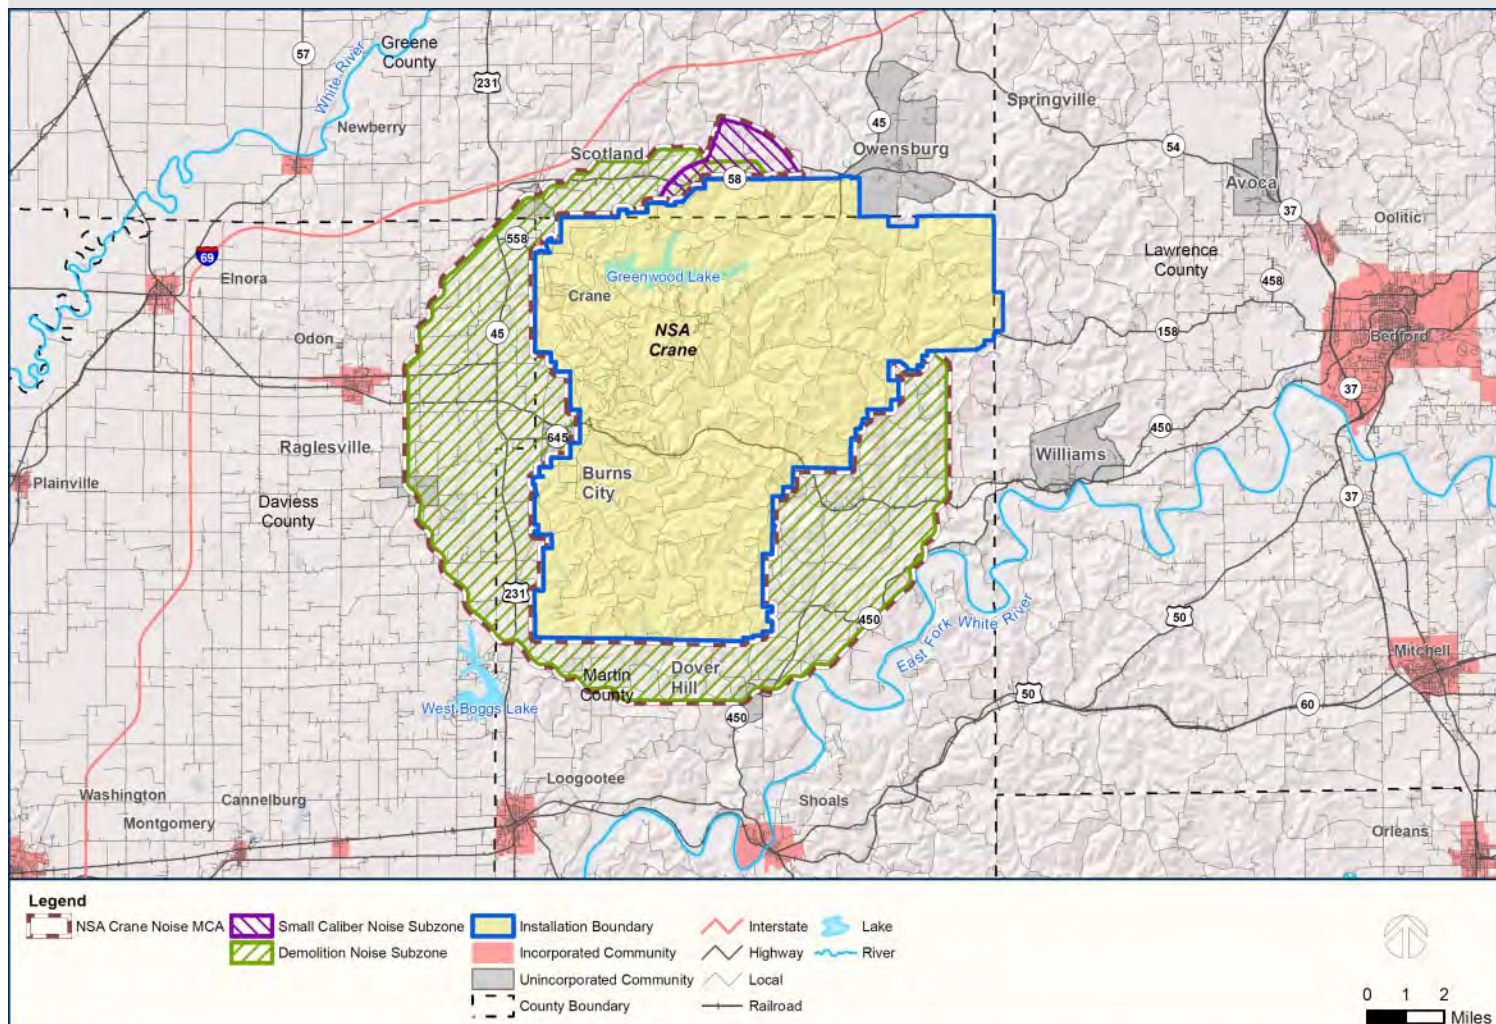 Greene
County
57
White River
231
Newberry
Springville
45
Scotland
Owensburg
54
58
Avoca
37
Oolitic
558
Lawrence
County
69
Elnora
Greenwood Lake
458
Crane
NSA
Crane
45
158
Odon
Bedford
37
645
450
Raglesville
Williams
Plainville
Burns
City
37
Daviess
County
231
450
East Fork White River
50
Mitchell
Dover
Hill
Martin
County
50
60
West Boggs Lake
450
Loogootee
Washington
Cannelburg
Shoals
Montgomery
Orleans
Legend
NSA Crane Noise MCA
Small Caliber Noise Subzone
Installation Boundary
Interstate
Lake
Demolition Noise Subzone
Incorporated Community
Highway
River
Unincorporated Community
Local
County Boundary
Railroad
0 1 2
Miles